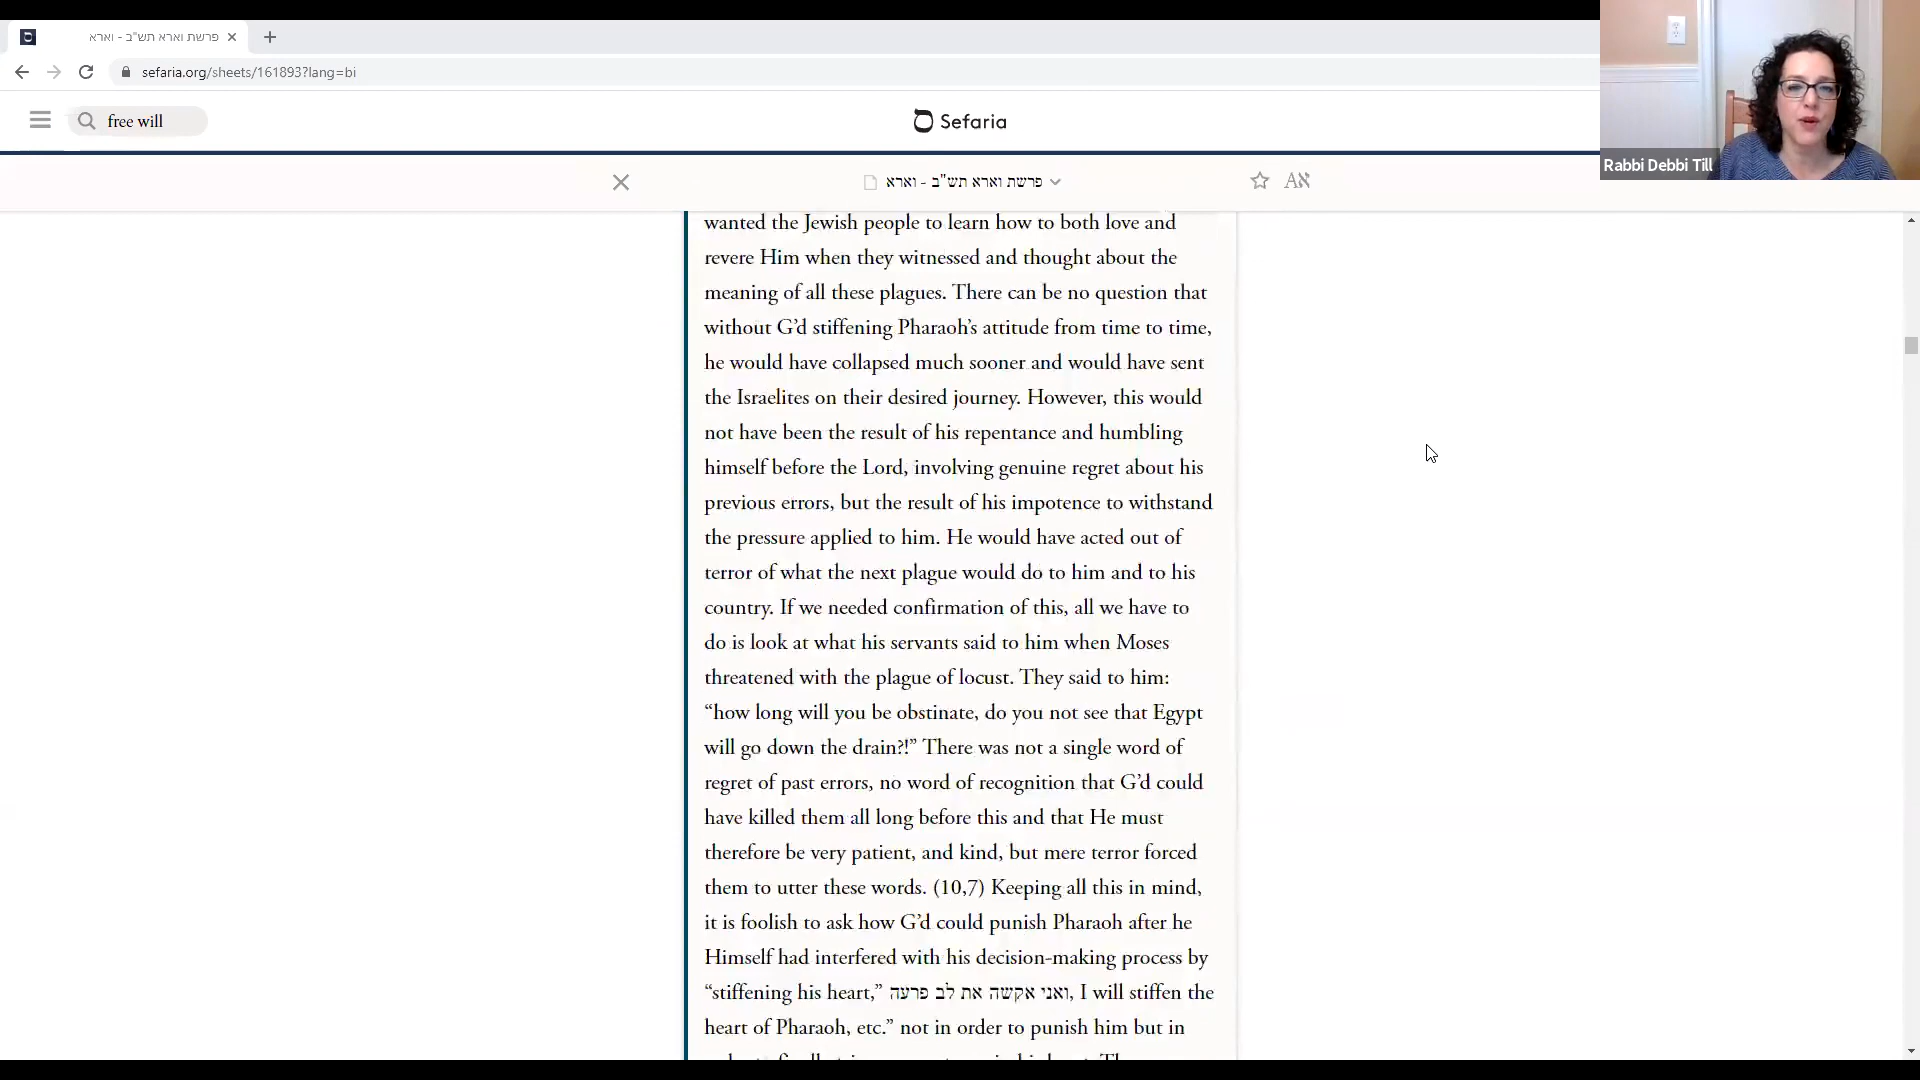 פרשת וארא תש"ב - וארא
sefaria.org/sheets/161893?lang=bi
free will
Sefaria
Rabbi Debbi Till
פרשת וארא תש"ב - וארא
wanted the Jewish people to learn how to both love and
revere Him when they witnessed and thought about the
meaning of all these plagues. There can be no question that
without G’d stiffening Pharaoh’s attitude from time to time,
he would have collapsed much sooner and would have sent
the Israelites on their desired journey. However, this would
not have been the result of his repentance and humbling
himself before the Lord, involving genuine regret about his
previous errors, but the result of his impotence to withstand
the pressure applied to him. He would have acted out of
terror of what the next plague would do to him and to his
country. If we needed confirmation of this, all we have to
do is look at what his servants said to him when Moses
threatened with the plague of locust. They said to him:
“how long will you be obstinate, do you not see that Egypt
will go down the drain?!” There was not a single word of
regret of past errors, no word of recognition that G’d could
have killed them all long before this and that He must
therefore be very patient, and kind, but mere terror forced
them to utter these words. (10,7) Keeping all this in mind,
it is foolish to ask how G’d could punish Pharaoh after he
Himself had interfered with his decision-making process by
“stiffening his heart,” ואני אקשה את לב פרעה, I will stiffen the
heart of Pharaoh, etc.” not in order to punish him but in